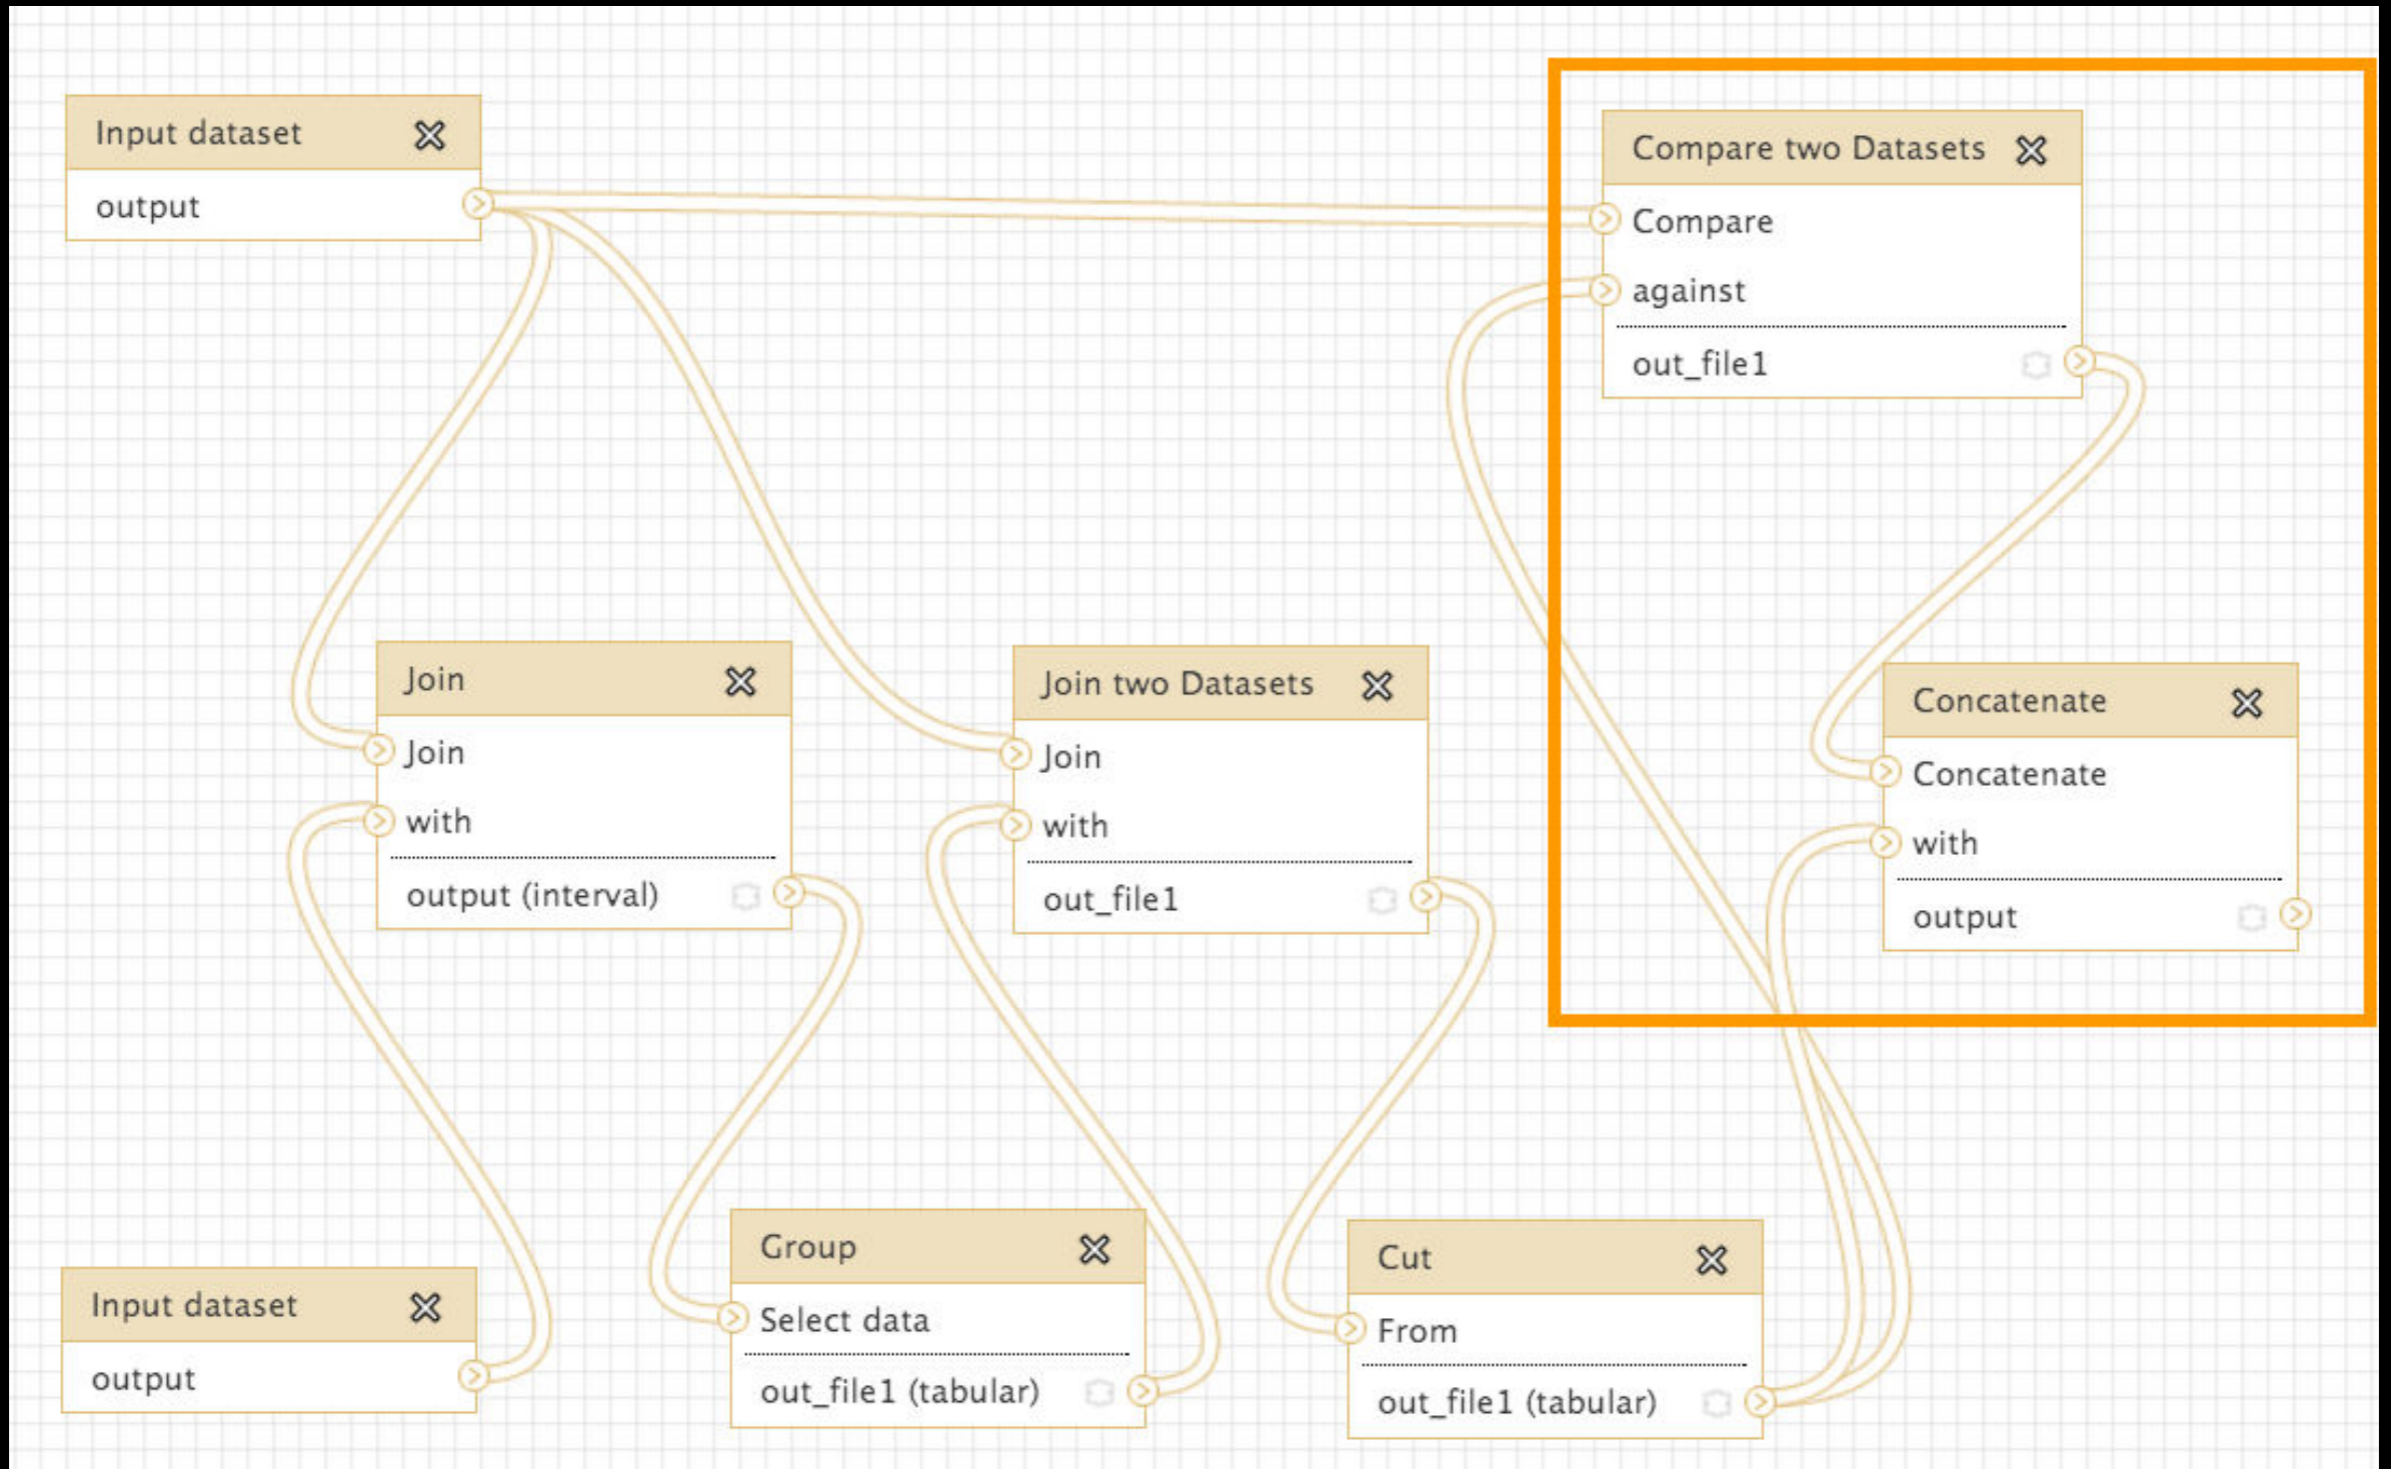 Input dataset
output
Compare two Datasets
Compare
against
out_file1
Join
Join
with
output (interval)
Join two Datasets
Join
with
out_file1
Concatenate
Concatenate
with
output
Input dataset
output
Group
Select data
out_file1 (tabular)
Cut
From
out_file1 (tabular)